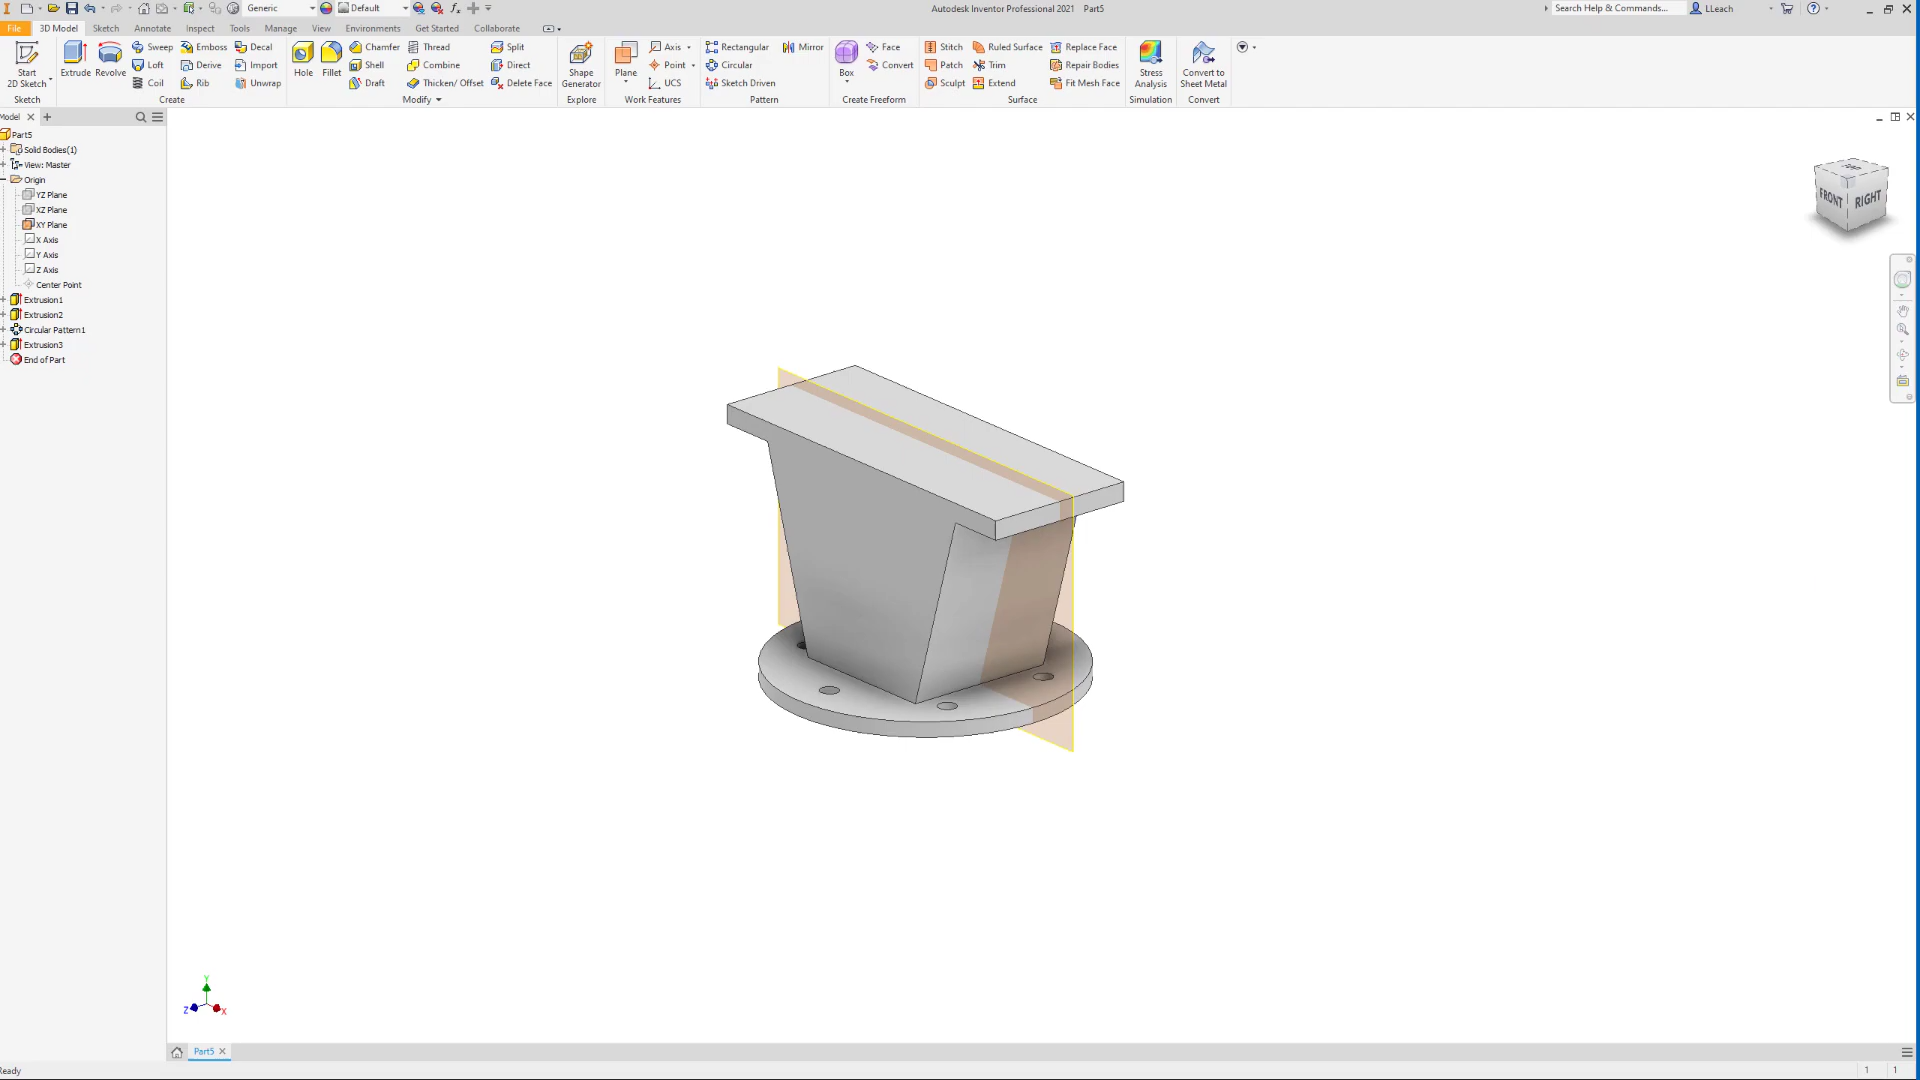 Generic
Default
Autodesk Inventor Professional 2021 Part5
Search Help & Commands...
LLeach
File 3D Model Sketch Annotate Inspect Tools Manage View Environments Get Started Collaborate
Start
2D Sketch
Extrude
Revolve
Sweep Emboss Decal
Loft Derive Import
Coil Rib Unwrap
Hole
Fillet
Chamfer Thread Split
Shell Combine Direct
Draft Thicken/ Offset Delete Face
Shape
Generator
Plane
Axis
Point
UCS
Rectangular Mirror
Circular
Sketch Driven
Box
Face
Convert
Stitch Ruled Surface Replace Face
Patch Trim Repair Bodies
Sculpt Extend Fit Mesh Face
Stress
Analysis
Convert to
Sheet Metal
Sketch Create Modify Explore Work Features Pattern Create Freeform Surface Simulation Convert
Model
Part5
Solid Bodies(1)
View: Master
Origin
YZ Plane
XZ Plane
XY Plane
X Axis
Y Axis
Z Axis
Center Point
Extrusion1
Extrusion2
Circular Pattern1
Extrusion3
End of Part
FRONT RIGHT
Y
Z X
Part5
Ready
1 1